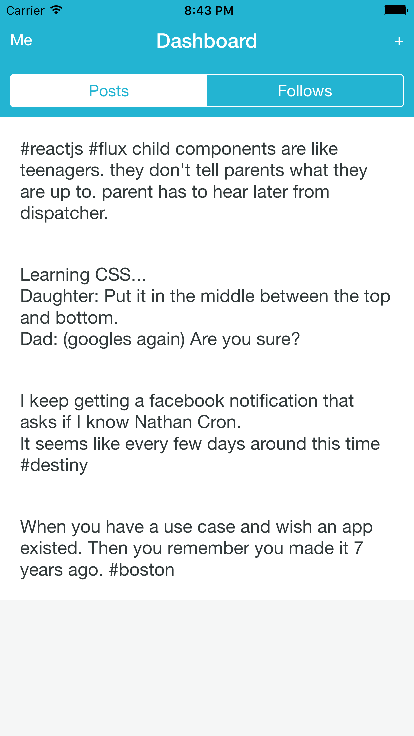 Carrier 8:43 PM
Me Dashboard +
Posts Follows
#reactjs #flux child components are like
teenagers. they don't tell parents what they
are up to. parent has to hear later from
dispatcher.
Learning CSS...
Daughter: Put it in the middle between the top
and bottom.
Dad: (googles again) Are you sure?
I keep getting a facebook notification that
asks if I know Nathan Cron.
It seems like every few days around this time
#destiny
When you have a use case and wish an app
existed. Then you remember you made it 7
years ago. #boston